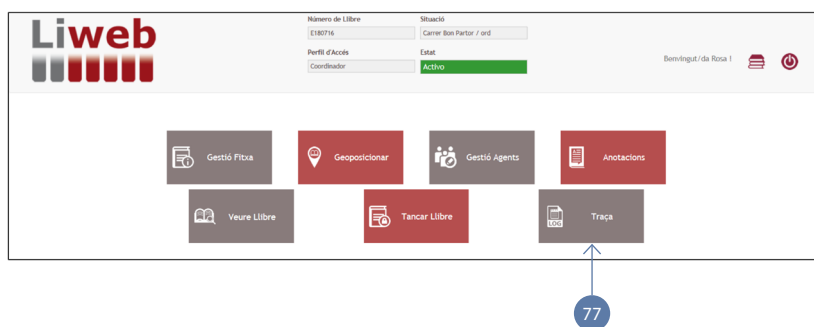 Liweb
Número de Llibre
Situació
E180716
Carrer Bon Partor / ord
Perfil d'Accés
Estat
Coordinador
Activo
Benvingut/da Rosa !
Gestió Fitxa
Geoposicionar
Gestió Agents
Anotacions
Veure Llibre
Tancar Llibre
LOG
Traça
77